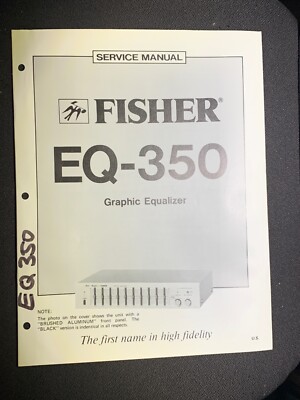 SERVICE MANUAL
FISHER®
EQ-350
Graphic Equalizer
EQ 350
NOTE:
The photo on the cover shows the unit with a
"BRUSHED ALUMINUM" front panel. The
"BLACK" version is indentical in all respects.
The first name in high fidelity